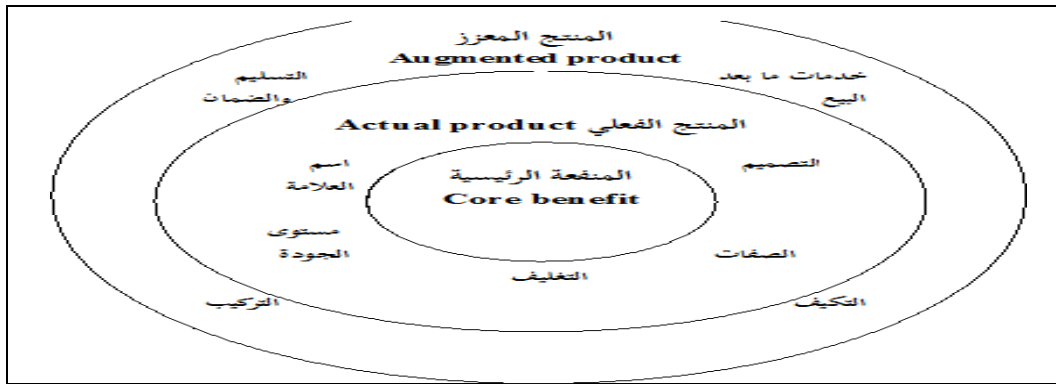 المنتج المعزز
Augmented product
خدمات ما بعد
البيع
التسليم
والضمان
المنتج الفعلي Actual product
التصميم
اسم
العلامة
المنفعة الرئيسية
Core benefit
مستوى
الجودة
الصفات
التغليف
التكيف
التركيب